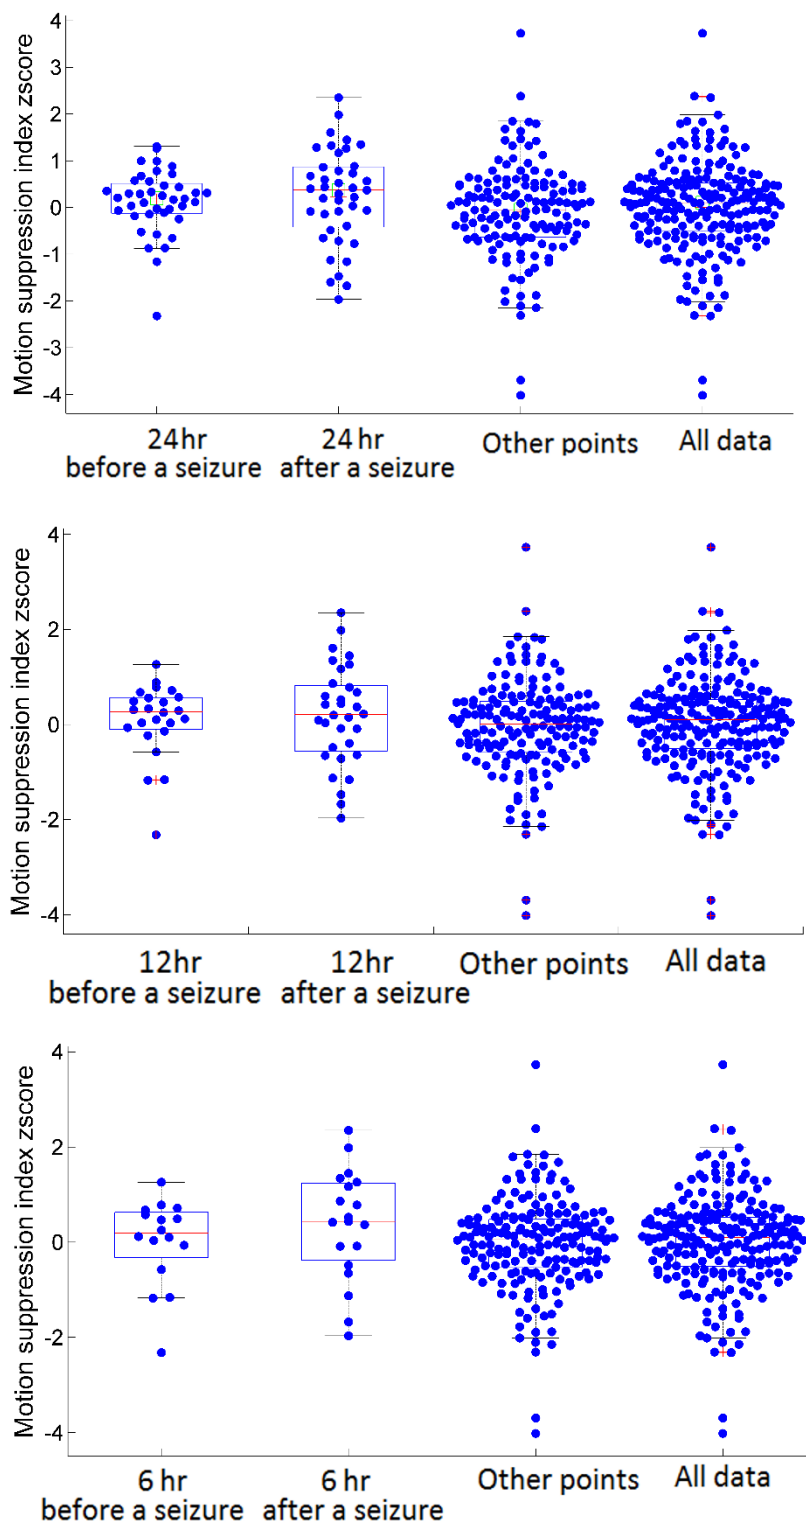 Motion suppression index zscore
4
3
2
1
0
-1
-2
-3
-4
24hr before a seizure
24hr after a seizure
Other points
All data
Motion suppression index zscore
4
2
0
-2
-4
12hr before a seizure
12hr after a seizure
Other points
All data
Motion suppression index zscore
4
2
0
-2
-4
6 hr before a seizure
6 hr after a seizure
Other points
All data